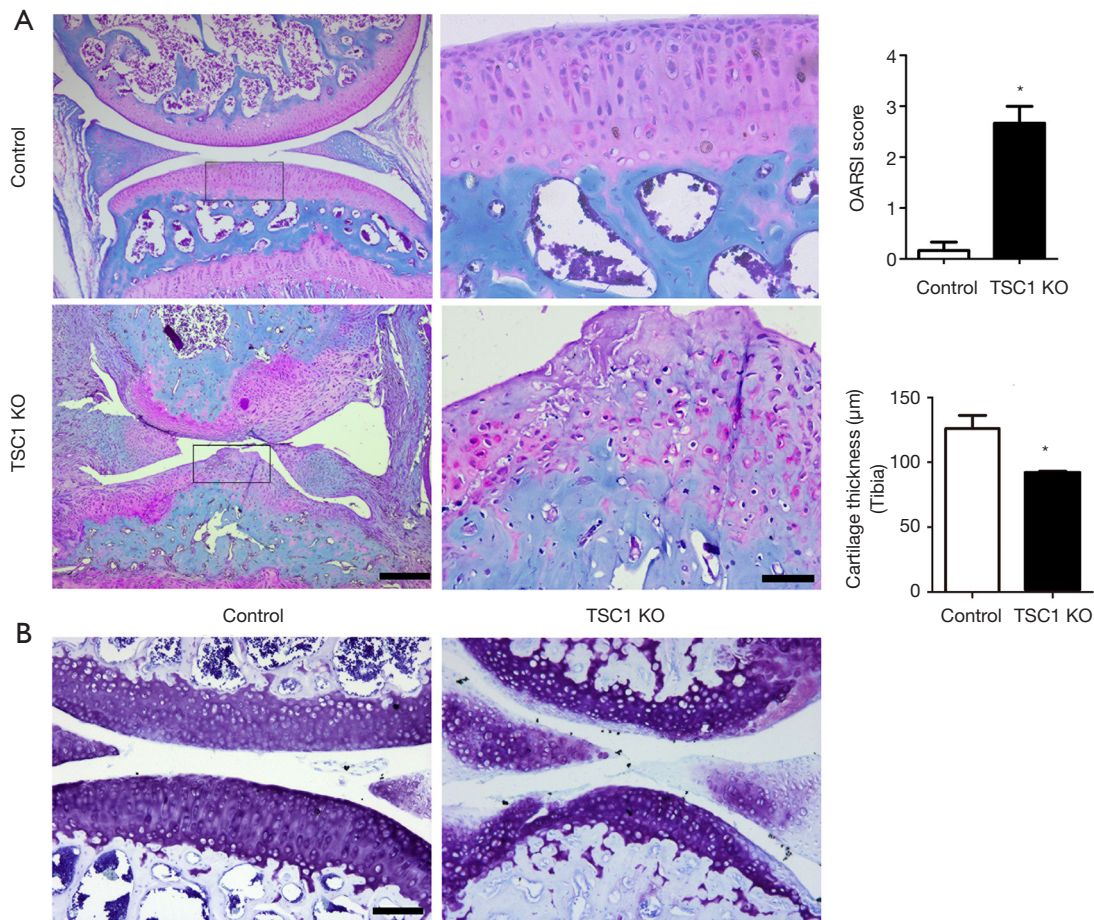 A
Control
TSC1 KO
4
3
2
1
0
OARSI score
*
Control TSC1 KO
150
100
50
0
Cartilage thickness (μm)
(Tibia)
*
Control TSC1 KO
B
Control TSC1 KO